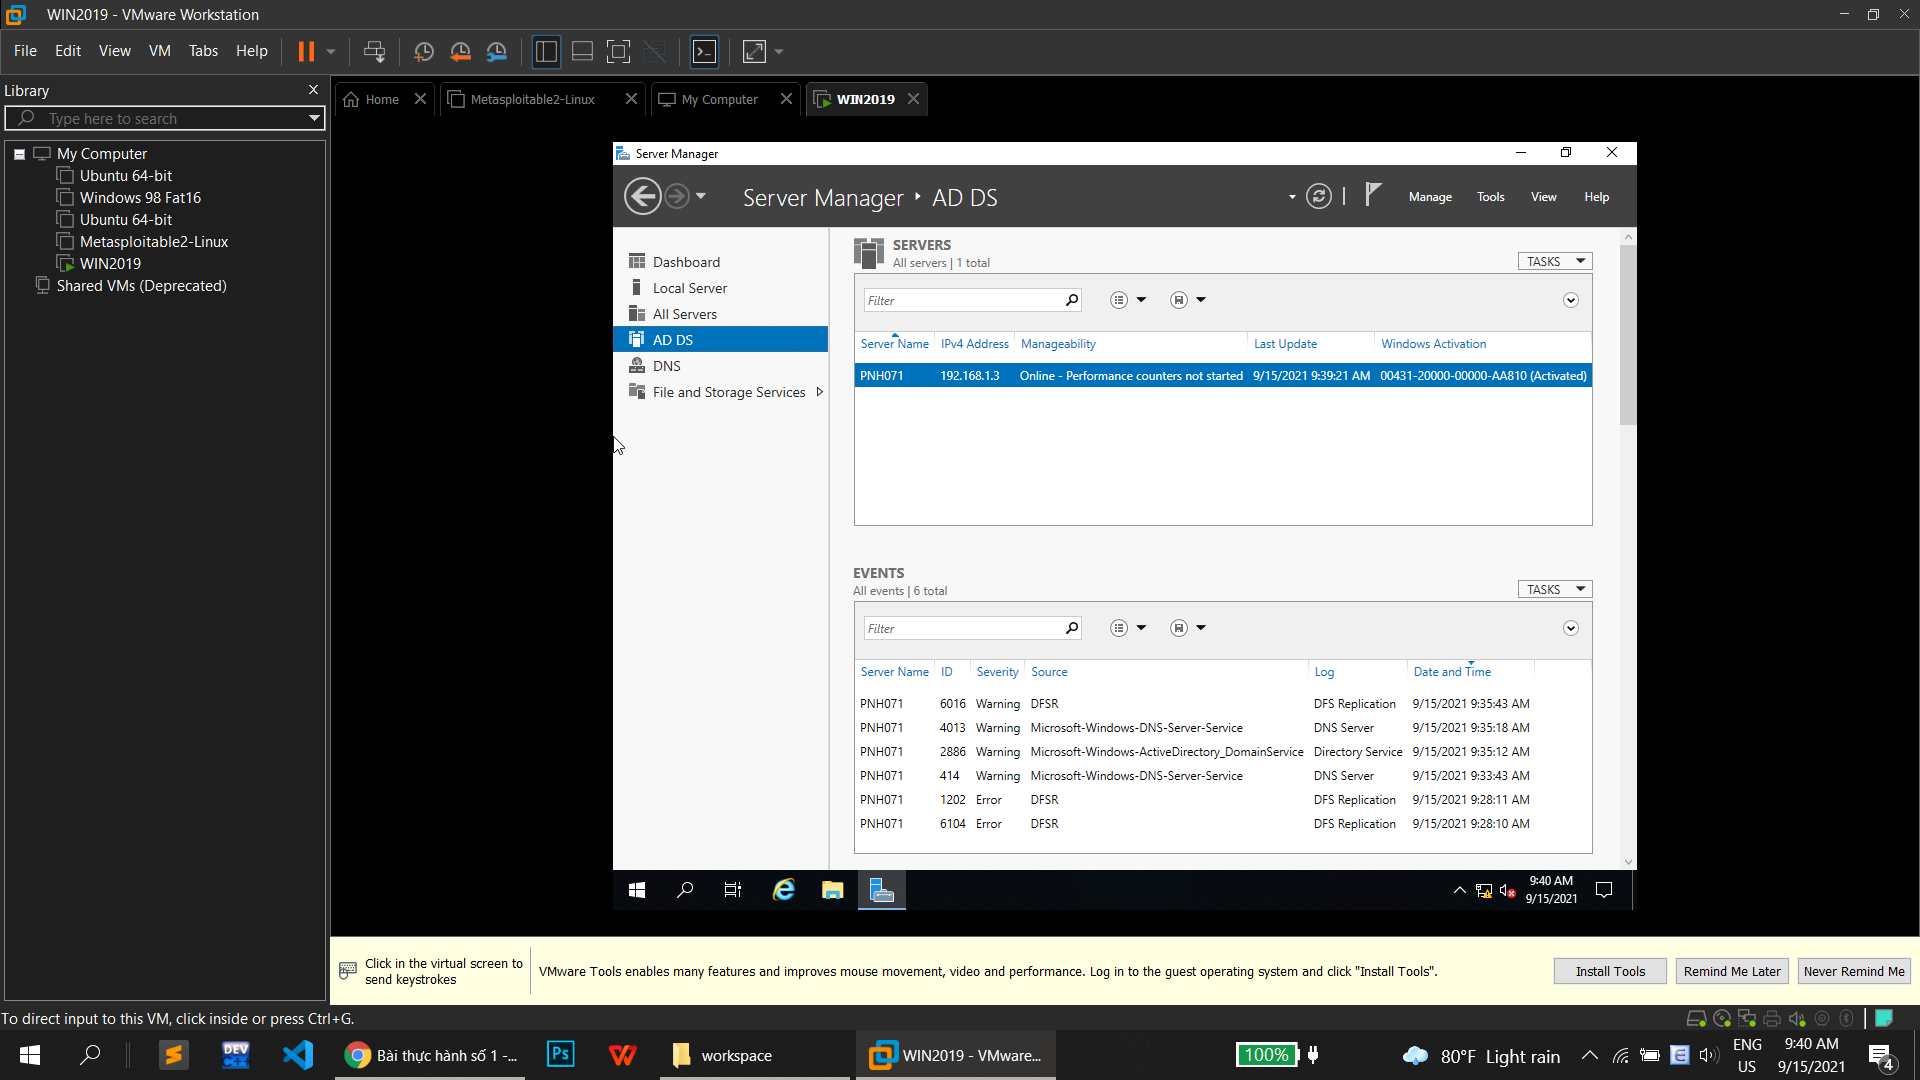 WIN2019 - VMware Workstation
File Edit View VM Tabs Help
Library
Type here to search
My Computer
Ubuntu 64-bit
Windows 98 Fat16
Ubuntu 64-bit
Metasploitable2-Linux
WIN2019
Shared VMs (Deprecated)
Home Metasploitable2-Linux My Computer WIN2019
Server Manager
Server Manager AD DS
Manage Tools View Help
Dashboard
Local Server
All Servers
AD DS
DNS
File and Storage Services
SERVERS
All servers | 1 total
TASKS
Filter
Server Name IPv4 Address Manageability Last Update Windows Activation
PNH071 192.168.1.3 Online - Performance counters not started 9/15/2021 9:39:21 AM 00431-20000-00000-AA810 (Activated)
EVENTS
All events | 6 total
TASKS
Filter
Server Name ID Severity Source Log Date and Time
PNH071 6016 Warning DFSR DFS Replication 9/15/2021 9:35:43 AM
PNH071 4013 Warning Microsoft-Windows-DNS-Server-Service DNS Server 9/15/2021 9:35:18 AM
PNH071 2886 Warning Microsoft-Windows-ActiveDirectory_DomainService Directory Service 9/15/2021 9:35:12 AM
PNH071 414 Warning Microsoft-Windows-DNS-Server-Service DNS Server 9/15/2021 9:33:43 AM
PNH071 1202 Error DFSR DFS Replication 9/15/2021 9:28:11 AM
PNH071 6104 Error DFSR DFS Replication 9/15/2021 9:28:10 AM
9:40 AM
9/15/2021
Click in the virtual screen to
send keystrokes
VMware Tools enables many features and improves mouse movement, video and performance. Log in to the guest operating system and click "Install Tools".
Install Tools Remind Me Later Never Remind Me
To direct input to this VM, click inside or press Ctrl+G.
DEV
C++
Bài thực hành số 1 -...
Ps
workspace
WIN2019 - VMware...
100%
80°F Light rain
E
ENG
US
9:40 AM
9/15/2021
4